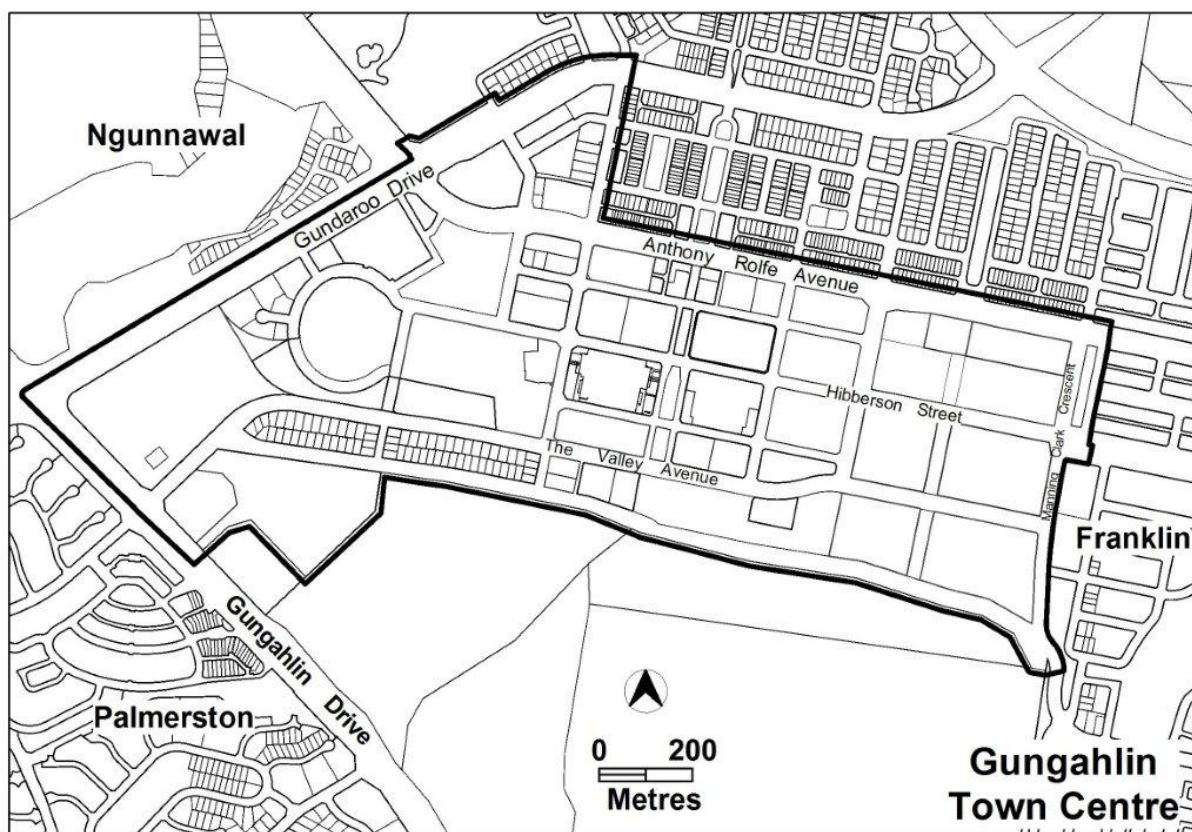 Ngunnawal
Gundaroo Drive
Anthony Rolfe Avenue
Hibberson Street
Manning Clark Crescent
The Valley Avenue
Franklin
Gungahlin Drive
Palmerston
0 200
Metres
Gungahlin
Town Centre